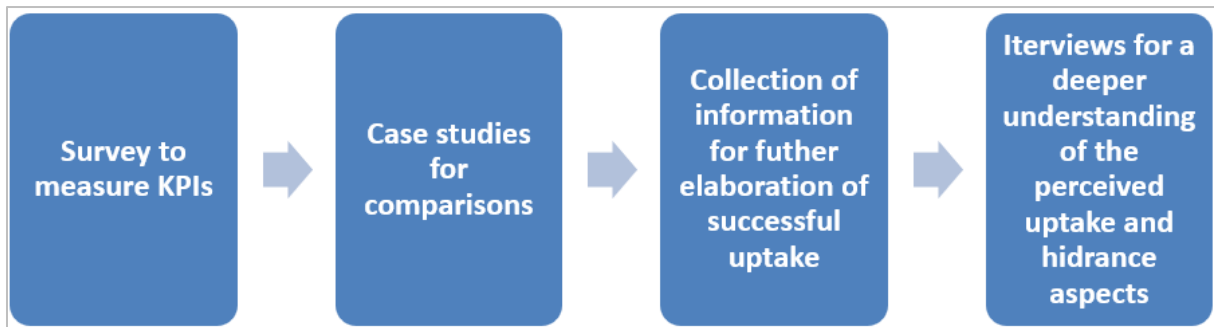 Survey to
measure KPIs
Case studies
for
comparisons
Collection of
information
for futher
elaboration of
successful
uptake
Iterviews for a
deeper
understanding
of the
perceived
uptake and
hidrance
aspects